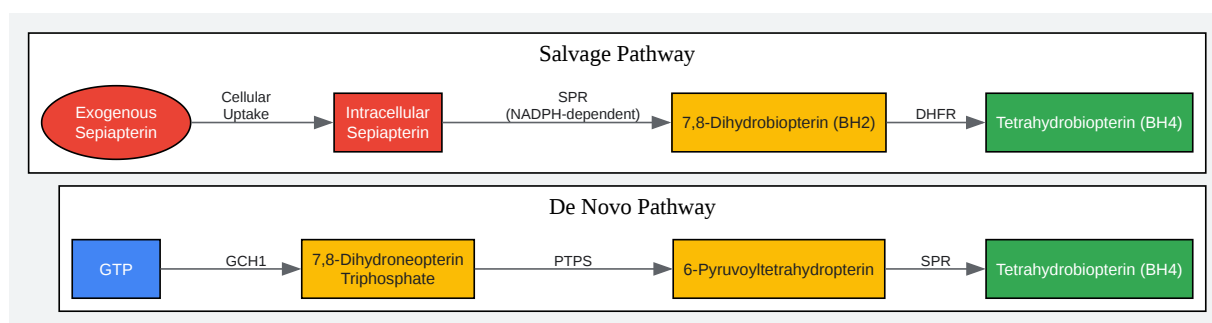 Salvage Pathway
Exogenous
Sepiapterin
Cellular
Uptake
Intracellular
Sepiapterin
SPR
(NADPH-dependent)
7,8-Dihydrobiopterin (BH2)
DHFR
Tetrahydrobiopterin (BH4)
De Novo Pathway
GTP
GCH1
7,8-Dihydroneopterin
Triphosphate
PTPS
6-Pyruvoyltetrahydropterin
SPR
Tetrahydrobiopterin (BH4)